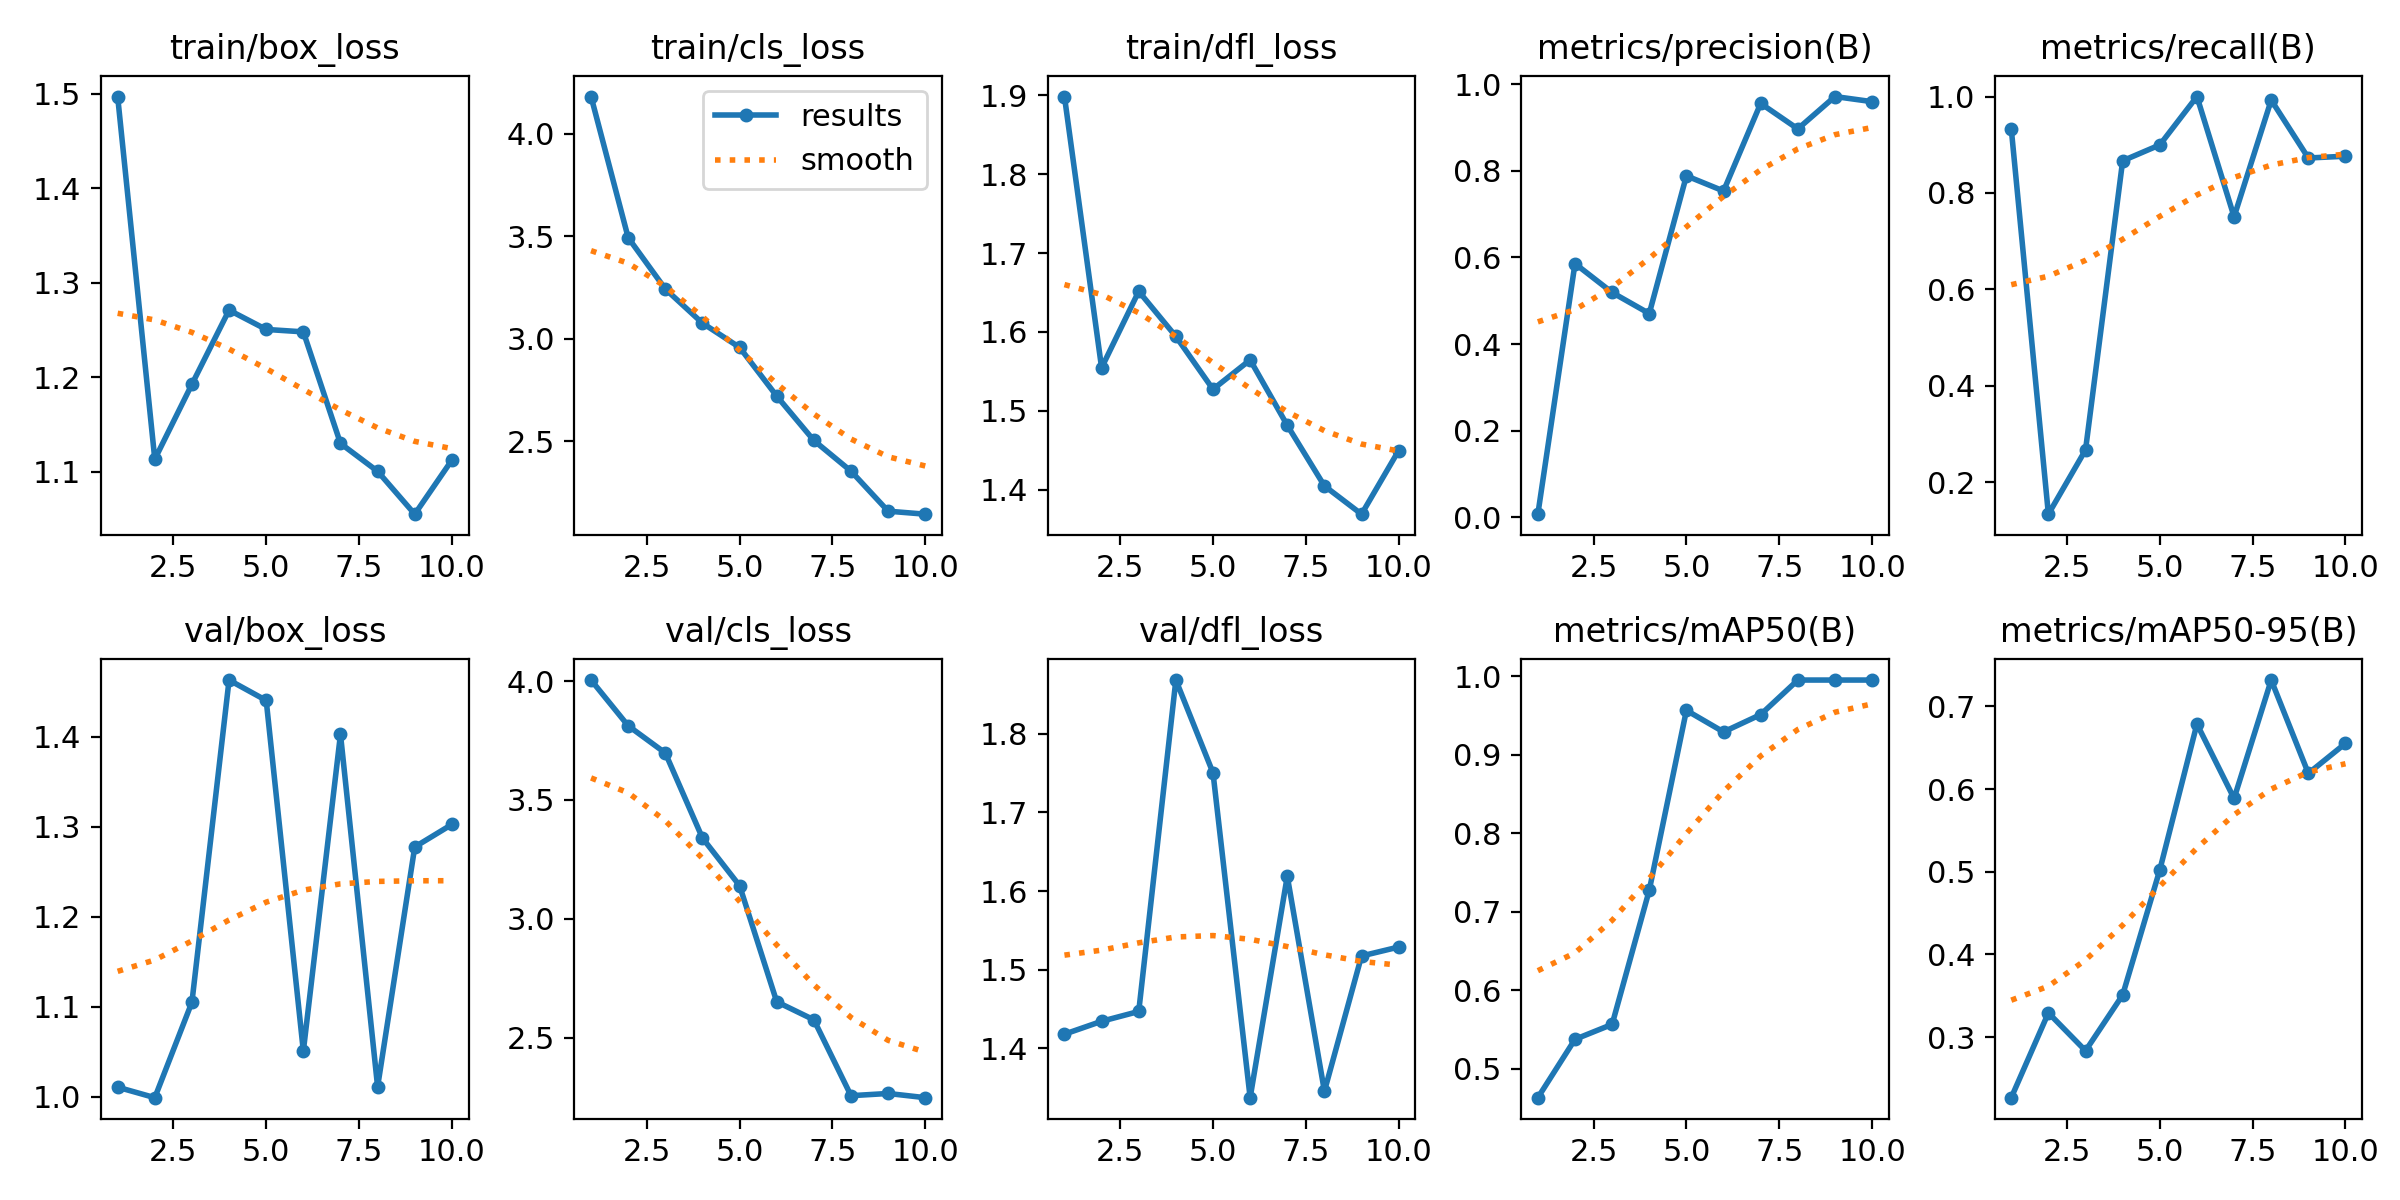 train/box_loss
train/cls_loss
train/dfl_loss
metrics/precision(B)
metrics/recall(B)
1.5
1.4
1.3
1.2
1.1
2.5 5.0 7.5 10.0
4.0
3.5
3.0
2.5
results
smooth
2.5 5.0 7.5 10.0
1.9
1.8
1.7
1.6
1.5
1.4
2.5 5.0 7.5 10.0
1.0
0.8
0.6
0.4
0.2
0.0
2.5 5.0 7.5 10.0
1.0
0.8
0.6
0.4
0.2
2.5 5.0 7.5 10.0
val/box_loss
val/cls_loss
val/dfl_loss
metrics/mAP50(B)
metrics/mAP50-95(B)
1.4
1.3
1.2
1.1
1.0
2.5 5.0 7.5 10.0
4.0
3.5
3.0
2.5
2.5 5.0 7.5 10.0
1.8
1.7
1.6
1.5
1.4
2.5 5.0 7.5 10.0
1.0
0.9
0.8
0.7
0.6
0.5
2.5 5.0 7.5 10.0
0.7
0.6
0.5
0.4
0.3
2.5 5.0 7.5 10.0